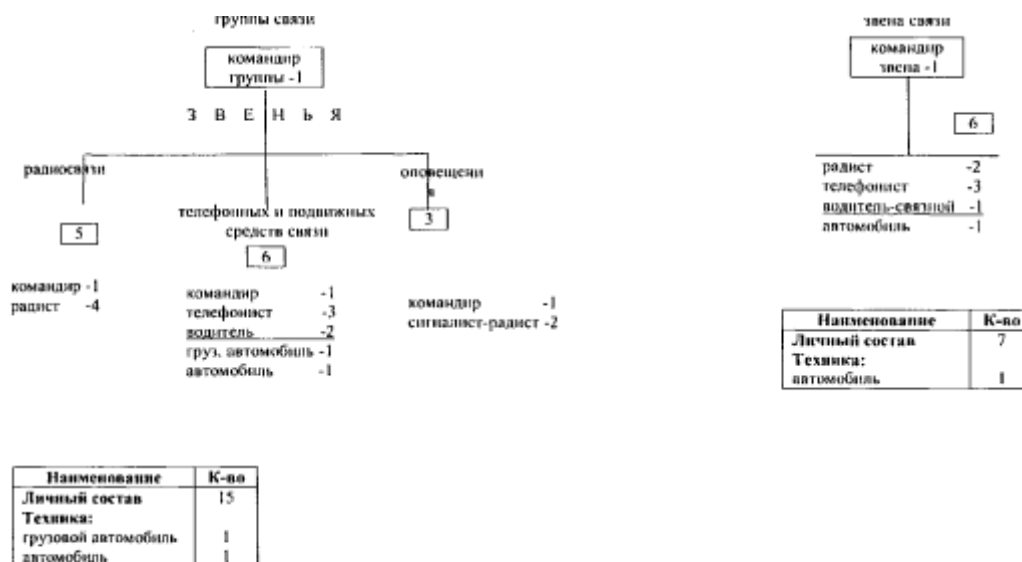 группы связи
командир
группы -1
З В Е Н Ь Я
радиосвязи
5
командир -1
радист -4
телефонных и подвижных
средств связи
6
командир -1
телефонист -3
водитель -2
груз. автомобиль -1
автомобиль -1
оповещени
я
3
командир -1
сигналист-радист -2
Наименование К-во
Личный состав 15
Техника:
грузовой автомобиль 1
автомобиль 1
звена связи
командир
звена -1
6
радист -2
телефонист -3
водитель-связной -1
автомобиль -1
Наименование К-во
Личный состав 7
Техника:
автомобиль 1